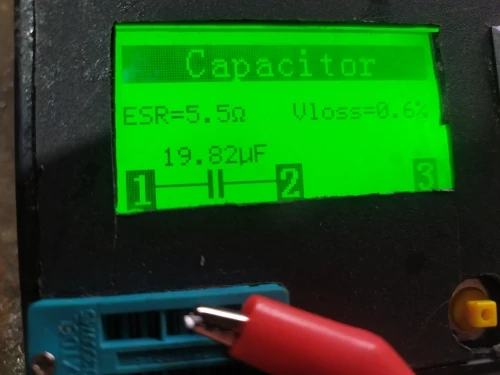 Capacitor
ESR=5.5Ω Vloss=0.6%
19.82µF
1 2 3